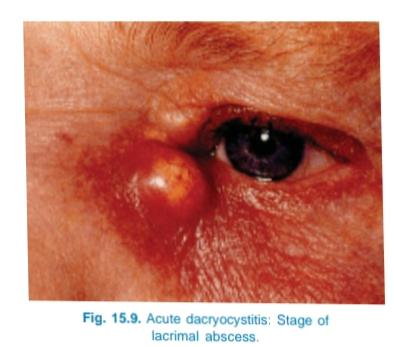 Fig. 15.9. Acute dacryocystitis: Stage of
lacrimal abscess.